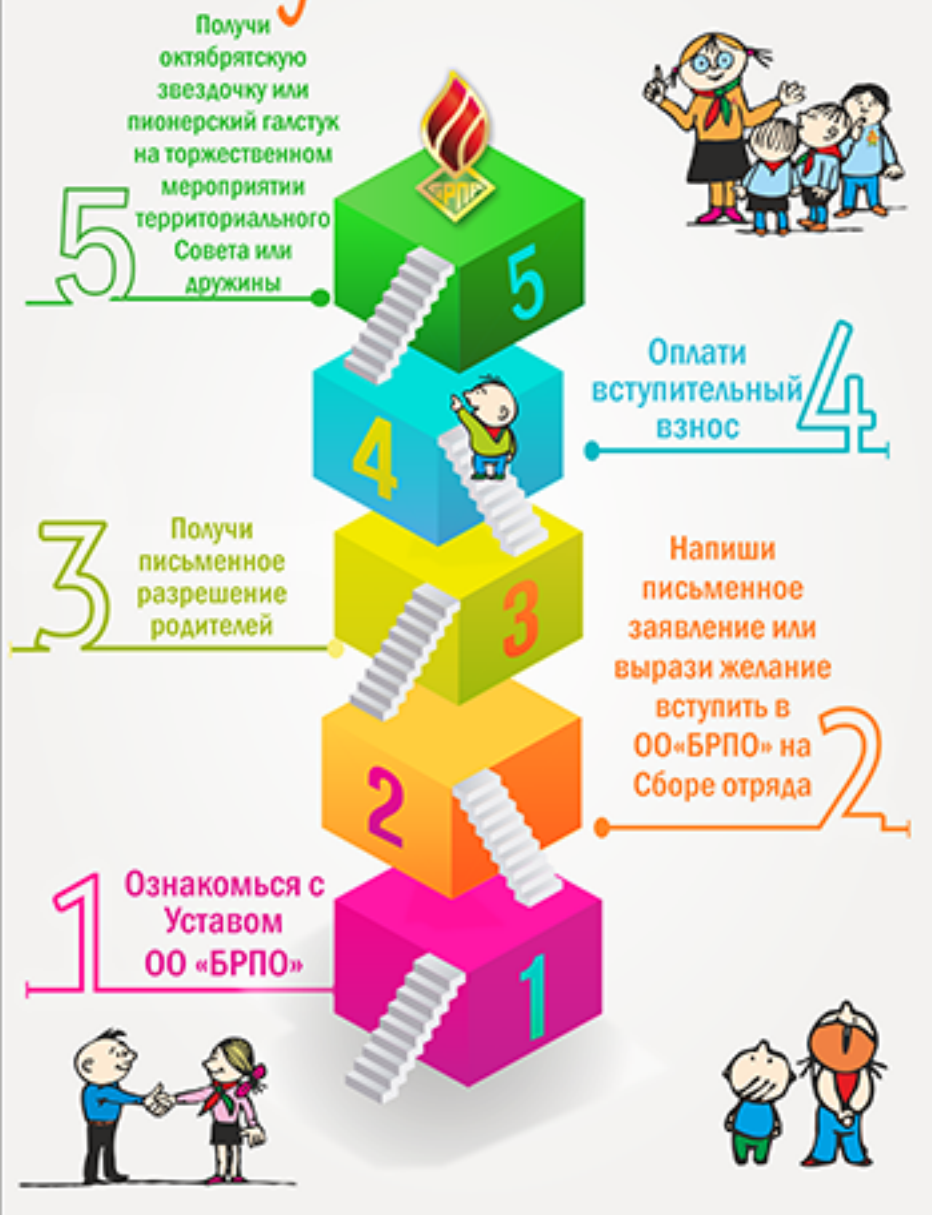 Получи
октябрятскую
звездочку или
пионерский галстук
на торжественном
мероприятии
территориального
Совета или
дружины
5
БРПО
5
Оплати
вступительный
взнос
4
4
Получи
письменное
разрешение
родителей
3
3
Напиши
письменное
заявление или
вырази желание
вступить в
ОО«БРПО» на
Сборе отряда
2
2
Ознакомься с
Уставом
ОО «БРПО»
1
1